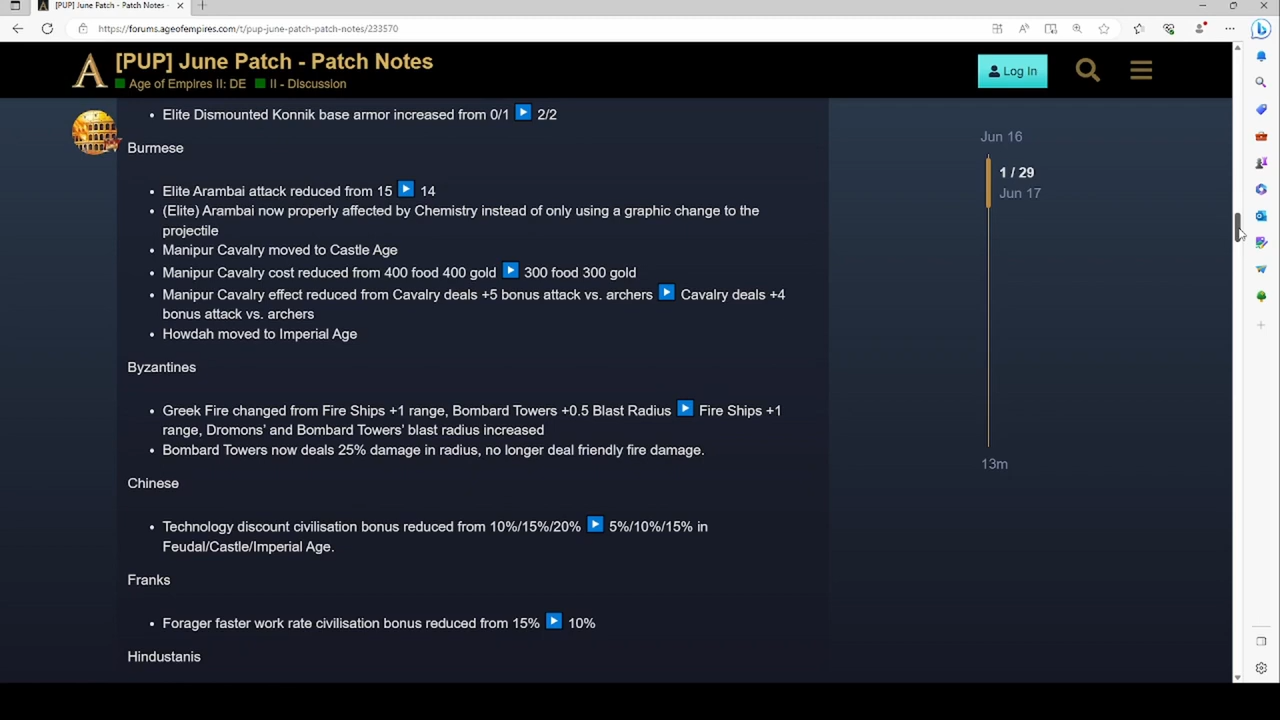 [PUP] June Patch - Patch Notes -
https://forums.ageofempires.com/t/pup-june-patch-patch-notes/233570
[PUP] June Patch - Patch Notes
Age of Empires II: DE II - Discussion
Log In
Elite Dismounted Konnik base armor increased from 0/1 2/2
Burmese
Elite Arambai attack reduced from 15 14
(Elite) Arambai now properly affected by Chemistry instead of only using a graphic change to the
projectile
Manipur Cavalry moved to Castle Age
Manipur Cavalry cost reduced from 400 food 400 gold 300 food 300 gold
Manipur Cavalry effect reduced from Cavalry deals +5 bonus attack vs. archers Cavalry deals +4
bonus attack vs. archers
Howdah moved to Imperial Age
Byzantines
Greek Fire changed from Fire Ships +1 range, Bombard Towers +0.5 Blast Radius Fire Ships +1
range, Dromons' and Bombard Towers' blast radius increased
Bombard Towers now deals 25% damage in radius, no longer deal friendly fire damage.
Chinese
Technology discount civilisation bonus reduced from 10%/15%/20% 5%/10%/15% in
Feudal/Castle/Imperial Age.
Franks
Forager faster work rate civilisation bonus reduced from 15% 10%
Hindustanis
Jun 16
1 / 29
Jun 17
13m